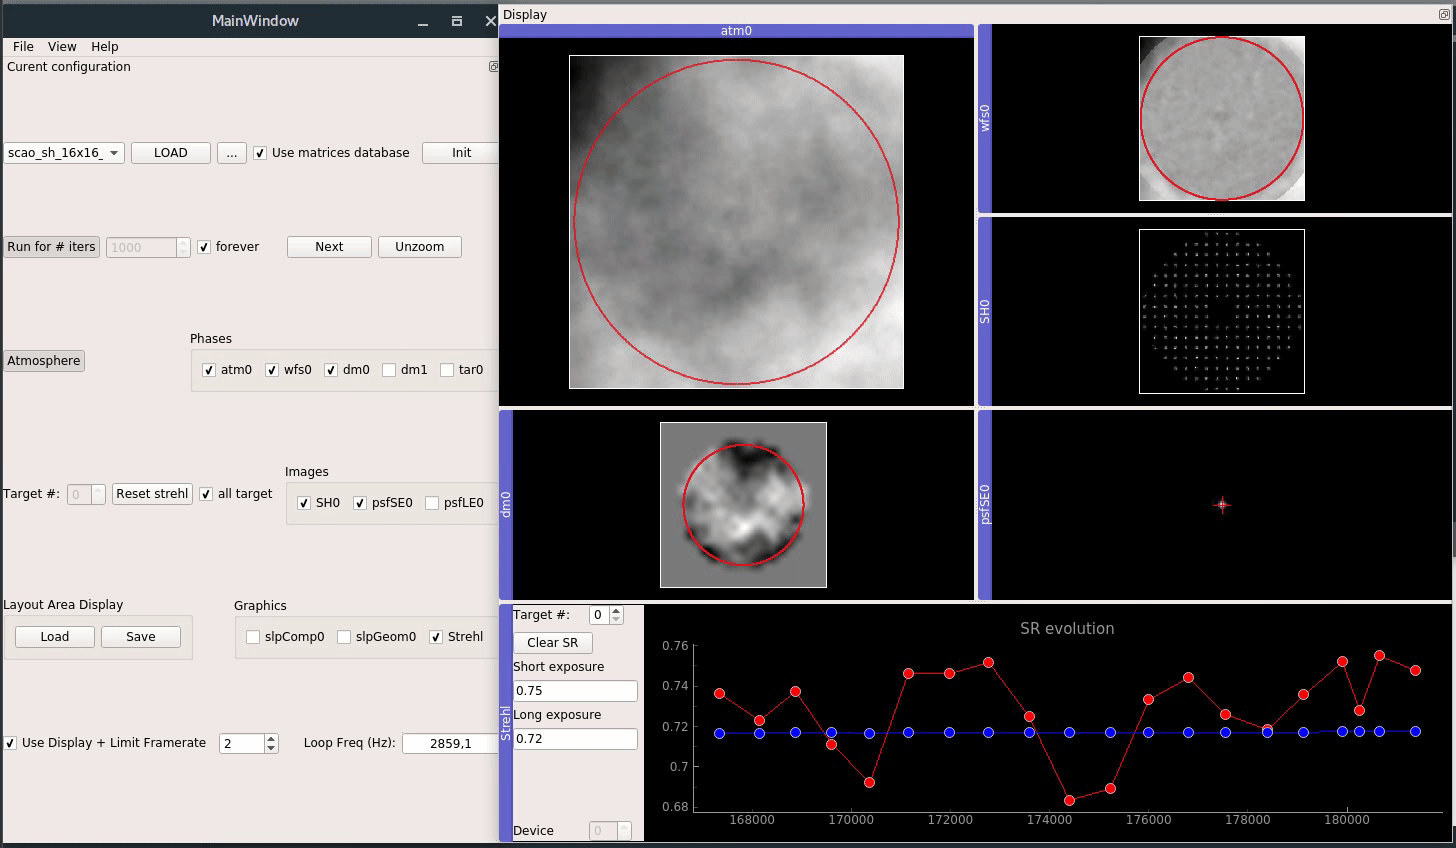 MainWindow
File View Help
Curent configuration
scao_sh_16x16_ LOAD ... Use matrices database Init
Run for # iters 1000 forever Next Unzoom
Phases
Atmosphere
atm0 wfs0 dm0 dm1 tar0
Images
Target #: 0 Reset strehl all target
SH0 psfSE0 psfLE0
Layout Area Display Graphics
Load Save slpComp0 slpGeom0 Strehl
Use Display + Limit Framerate 2 Loop Freq (Hz): 2859,1
Display
atm0
wfs0
SH0
dm0
psfSE0
Strehl
Target #: 0
Clear SR
Short exposure
0.75
Long exposure
0.72
Device 0
SR evolution
0.76
0.74
0.72
0.7
0.68
168000 170000 172000 174000 176000 178000 180000